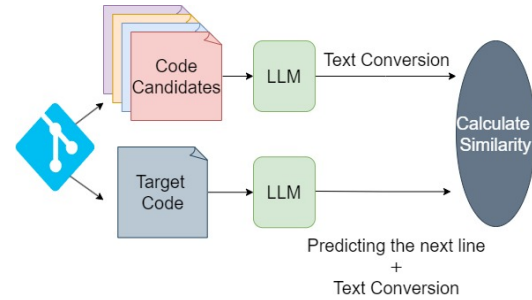 Code
Candidates
LLM
Text Conversion
Calculate
Similarity
Target
Code
LLM
Predicting the next line
+
Text Conversion